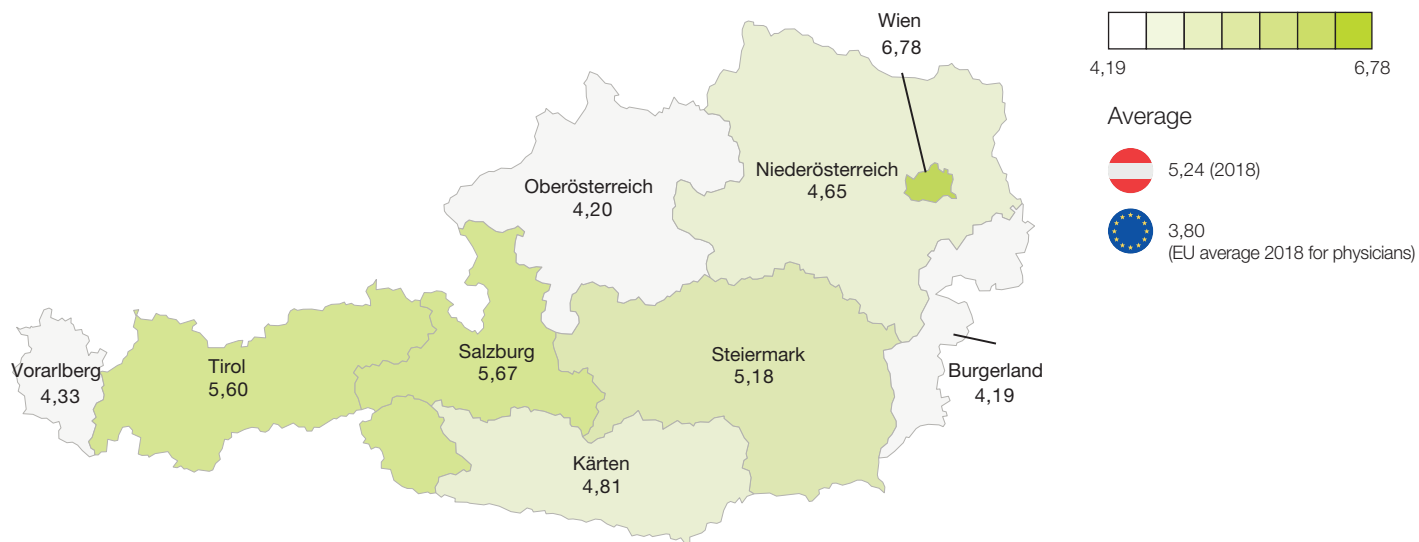 Wien
6,78
4,19
6,78
Average
5,24 (2018)
3,80
(EU average 2018 for physicians)
Oberösterreich
4,20
Niederösterreich
4,65
Vorarlberg
4,33
Tirol
5,60
Salzburg
5,67
Steiermark
5,18
Burgerland
4,19
Kärten
4,81